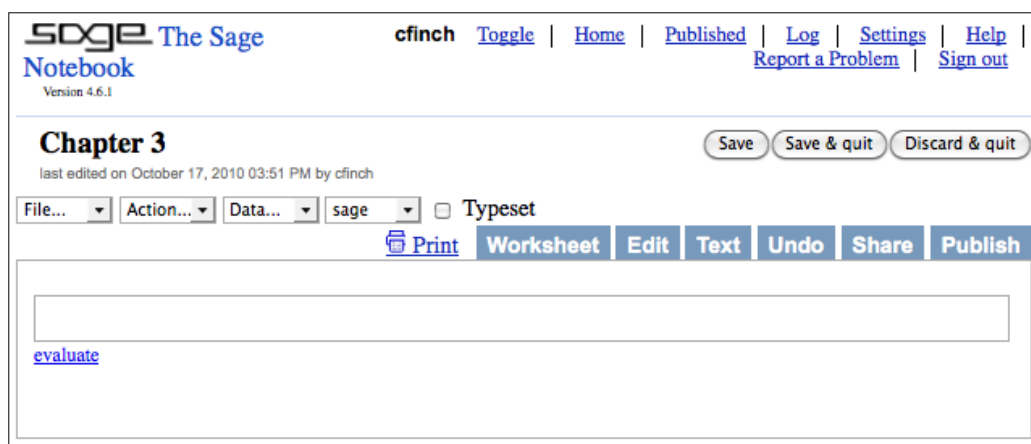 SAGE The Sage Notebook
Version 4.6.1
cfinch Toggle | Home | Published | Log | Settings | Help |
Report a Problem | Sign out
Chapter 3
last edited on October 17, 2010 03:51 PM by cfinch
Save Save & quit Discard & quit
File... Action... Data... sage Typeset
Print Worksheet Edit Text Undo Share Publish
evaluate